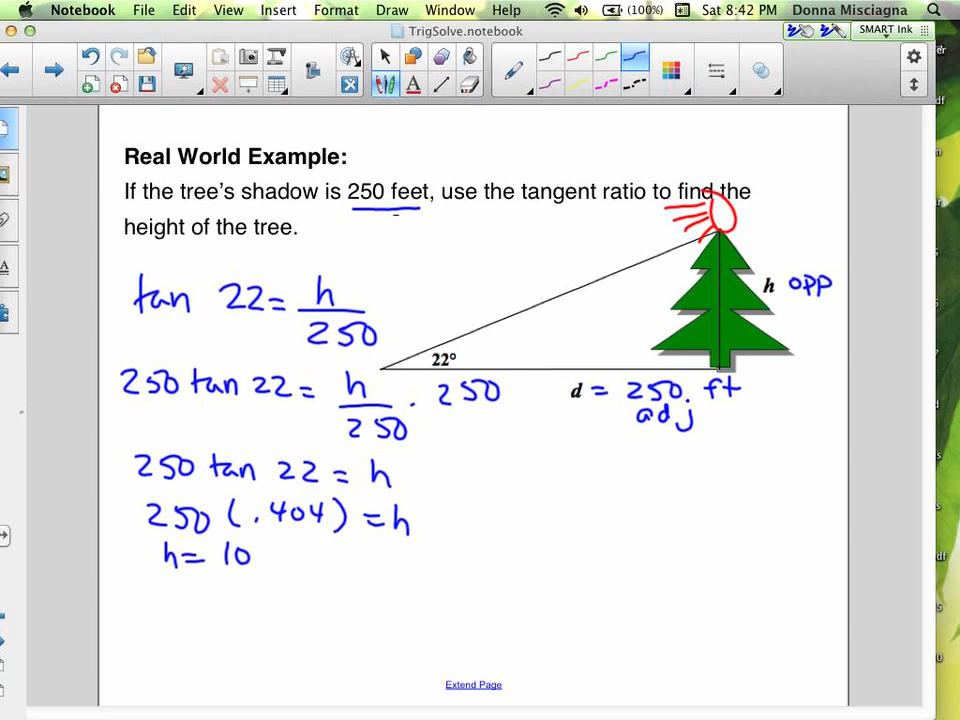 Notebook File Edit View Insert Format Draw Window Help (100%) Sat 8:42 PM Donna Misciagna
TrigSolve.notebook
SMART Ink
Real World Example:
If the tree's shadow is 250 feet, use the tangent ratio to find the
height of the tree.
h opp
tan 22 = h/250
22°
250 tan 22 = h/250 · 250
d = 250. ft
adj
250 tan 22 = h
250 (.404) = h
h = 10
Extend Page